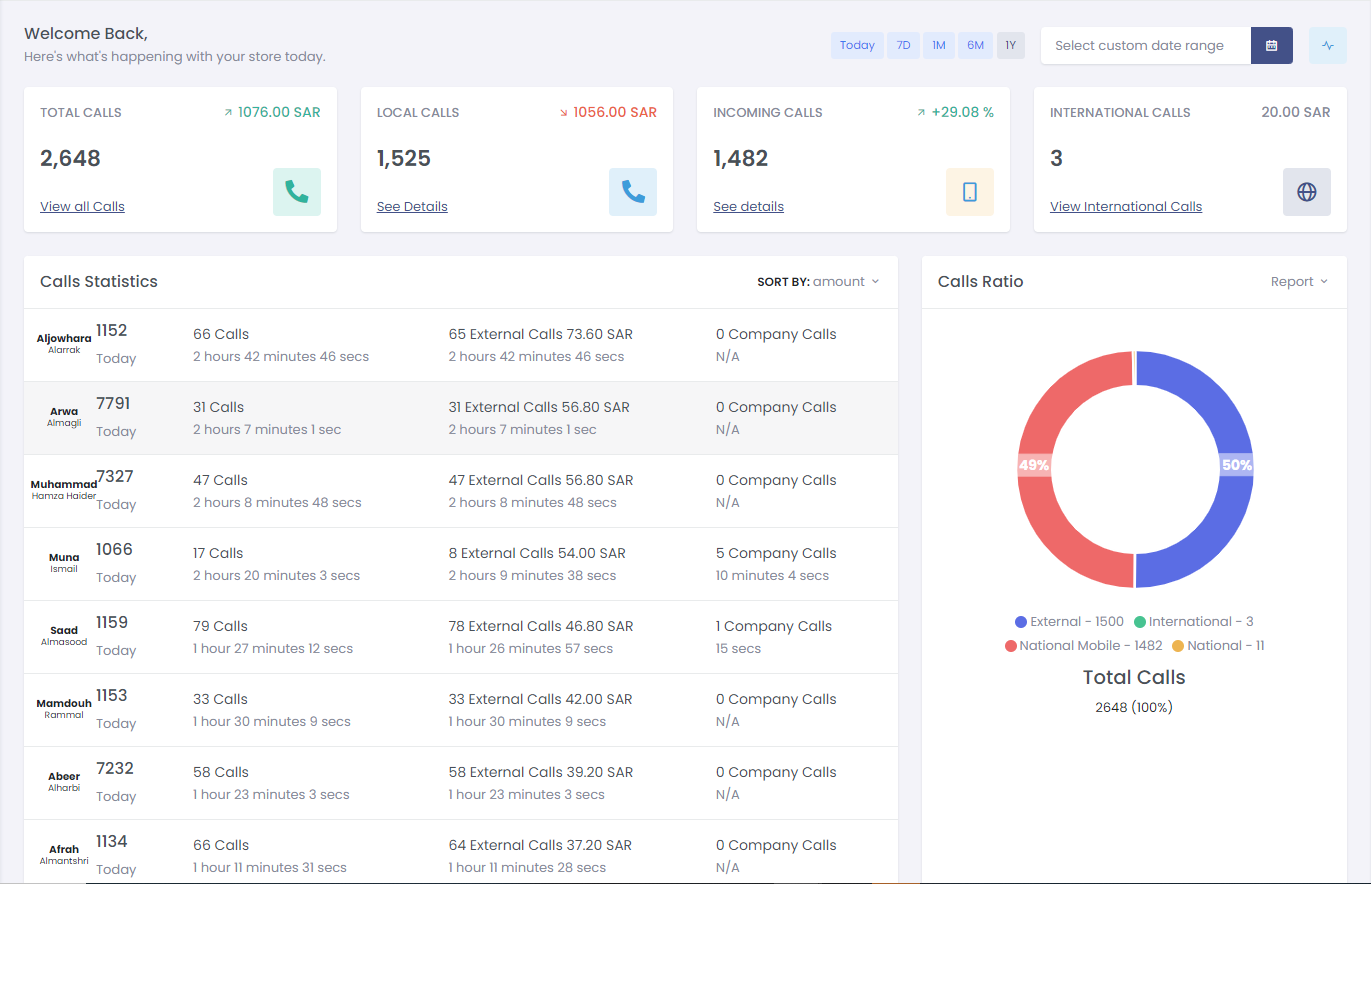 Welcome Back,
Here's what's happening with your store today.
Today 7D 1M 6M 1Y Select custom date range
TOTAL CALLS 1076.00 SAR
2,648
View all Calls
LOCAL CALLS 1056.00 SAR
1,525
See Details
INCOMING CALLS +29.08 %
1,482
See details
INTERNATIONAL CALLS 20.00 SAR
3
View International Calls
Calls Statistics SORT BY: amount
Aljowhara
Alarrak
1152
Today
66 Calls
2 hours 42 minutes 46 secs
65 External Calls 73.60 SAR
2 hours 42 minutes 46 secs
0 Company Calls
N/A
Arwa
Almagli
7791
Today
31 Calls
2 hours 7 minutes 1 sec
31 External Calls 56.80 SAR
2 hours 7 minutes 1 sec
0 Company Calls
N/A
Muhammad
Hamza Haider
7327
Today
47 Calls
2 hours 8 minutes 48 secs
47 External Calls 56.80 SAR
2 hours 8 minutes 48 secs
0 Company Calls
N/A
Muna
Ismail
1066
Today
17 Calls
2 hours 20 minutes 3 secs
8 External Calls 54.00 SAR
2 hours 9 minutes 38 secs
5 Company Calls
10 minutes 4 secs
Saad
Almasood
1159
Today
79 Calls
1 hour 27 minutes 12 secs
78 External Calls 46.80 SAR
1 hour 26 minutes 57 secs
1 Company Calls
15 secs
Mamdouh
Rammal
1153
Today
33 Calls
1 hour 30 minutes 9 secs
33 External Calls 42.00 SAR
1 hour 30 minutes 9 secs
0 Company Calls
N/A
Abeer
Alharbi
7232
Today
58 Calls
1 hour 23 minutes 3 secs
58 External Calls 39.20 SAR
1 hour 23 minutes 3 secs
0 Company Calls
N/A
Afrah
Almantshri
1134
Today
66 Calls
1 hour 11 minutes 31 secs
64 External Calls 37.20 SAR
1 hour 11 minutes 28 secs
0 Company Calls
N/A
Calls Ratio Report
49% 50%
External - 1500 International - 3
National Mobile - 1482 National - 11
Total Calls
2648 (100%)